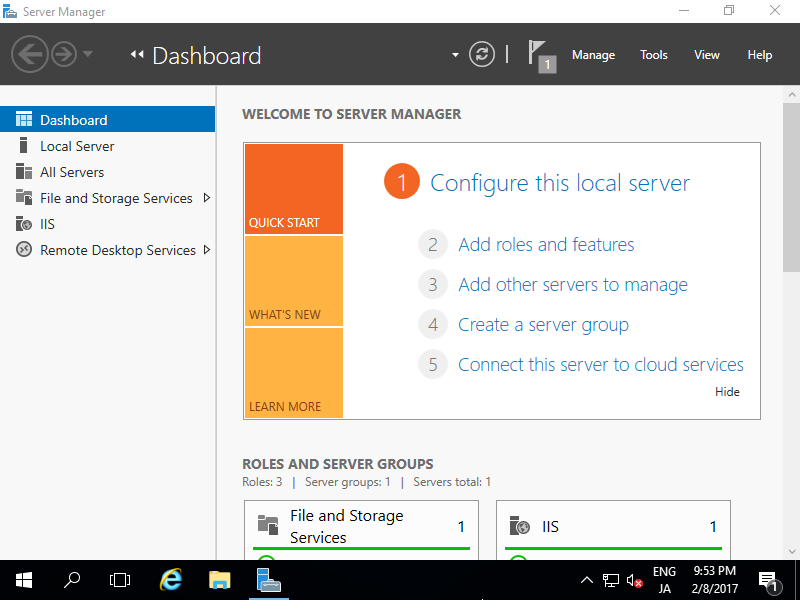 Server Manager
Dashboard
1
Manage
Tools
View
Help
Dashboard
Local Server
All Servers
File and Storage Services
IIS
Remote Desktop Services
WELCOME TO SERVER MANAGER
QUICK START
WHAT'S NEW
LEARN MORE
1 Configure this local server
2 Add roles and features
3 Add other servers to manage
4 Create a server group
5 Connect this server to cloud services
Hide
ROLES AND SERVER GROUPS
Roles: 3 | Server groups: 1 | Servers total: 1
File and Storage
Services
1
IIS
1
ENG
JA
9:53 PM
2/8/2017
1